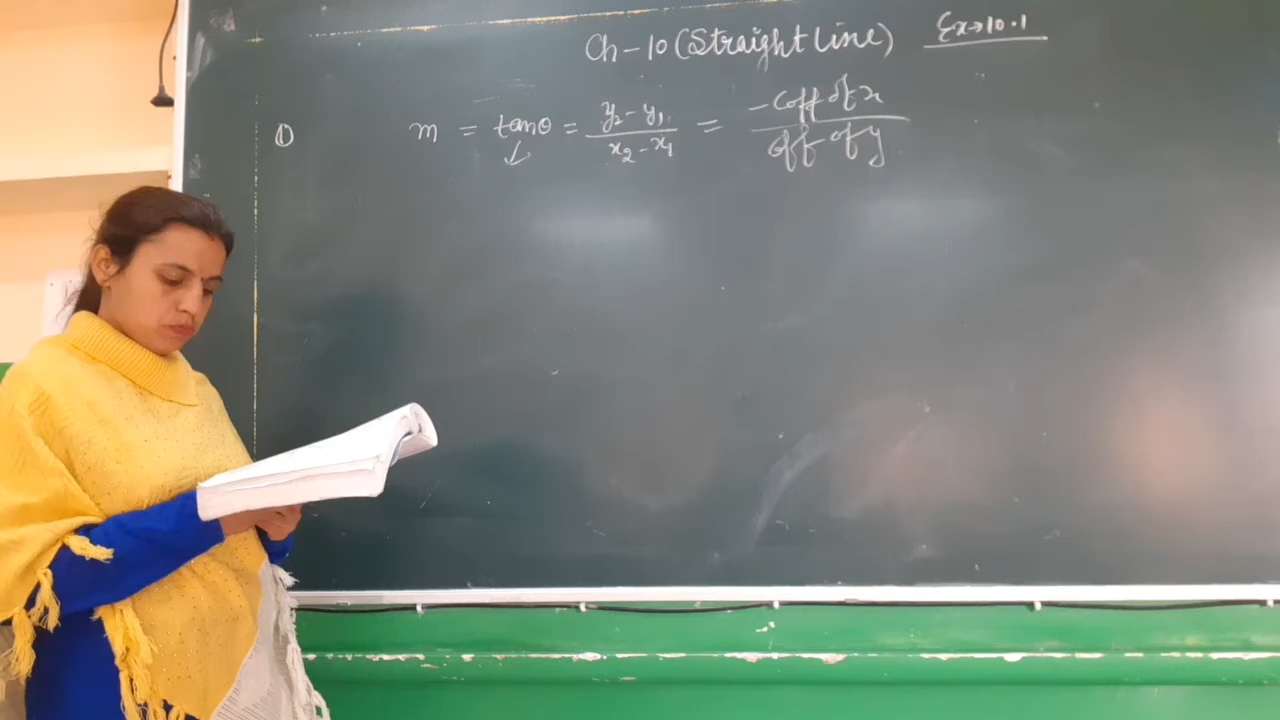 Ch-10 (Straight Line) Ex→10.1
① m = tanθ = y₂-y₁ / x₂-x₁ = -Coff of x / Coff of y